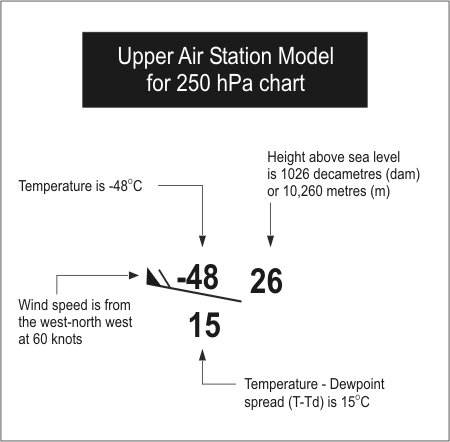 Upper Air Station Model
for 250 hPa chart
Height above sea level
is 1026 decametres (dam)
or 10,260 metres (m)
Temperature is -48°C
-48
26
Wind speed is from
the west-north west
at 60 knots
15
Temperature - Dewpoint
spread (T-Td) is 15°C